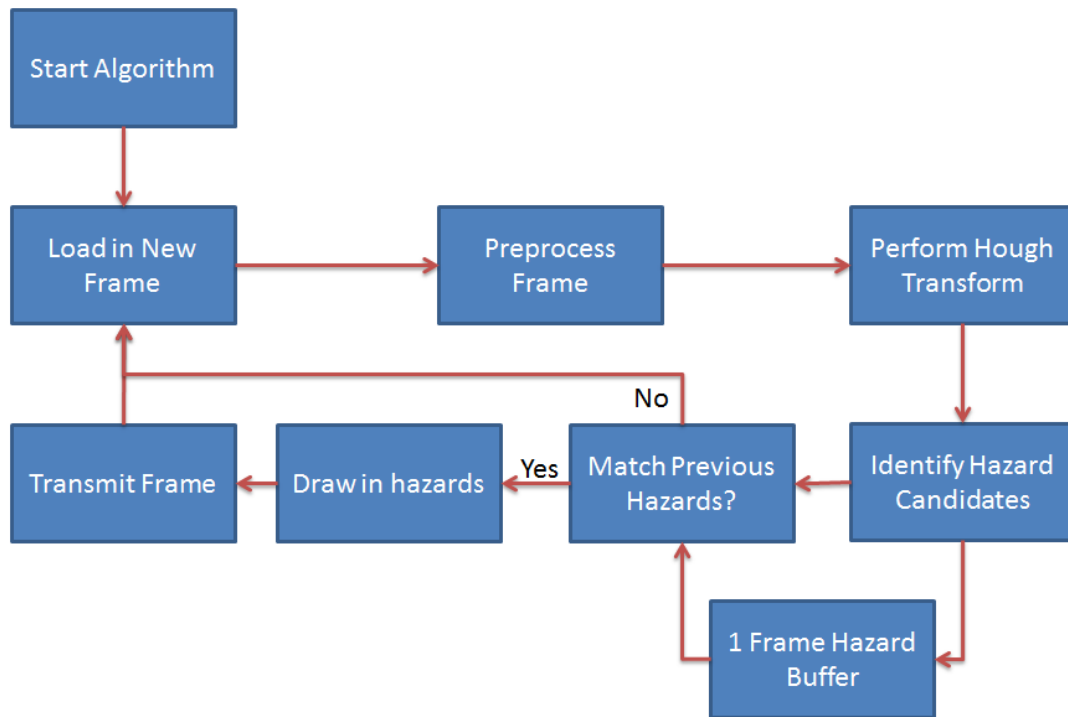 Start Algorithm
Load in New
Frame
Preprocess
Frame
Perform Hough
Transform
No
Transmit Frame
Draw in hazards
Yes
Match Previous
Hazards?
Identify Hazard
Candidates
1 Frame Hazard
Buffer